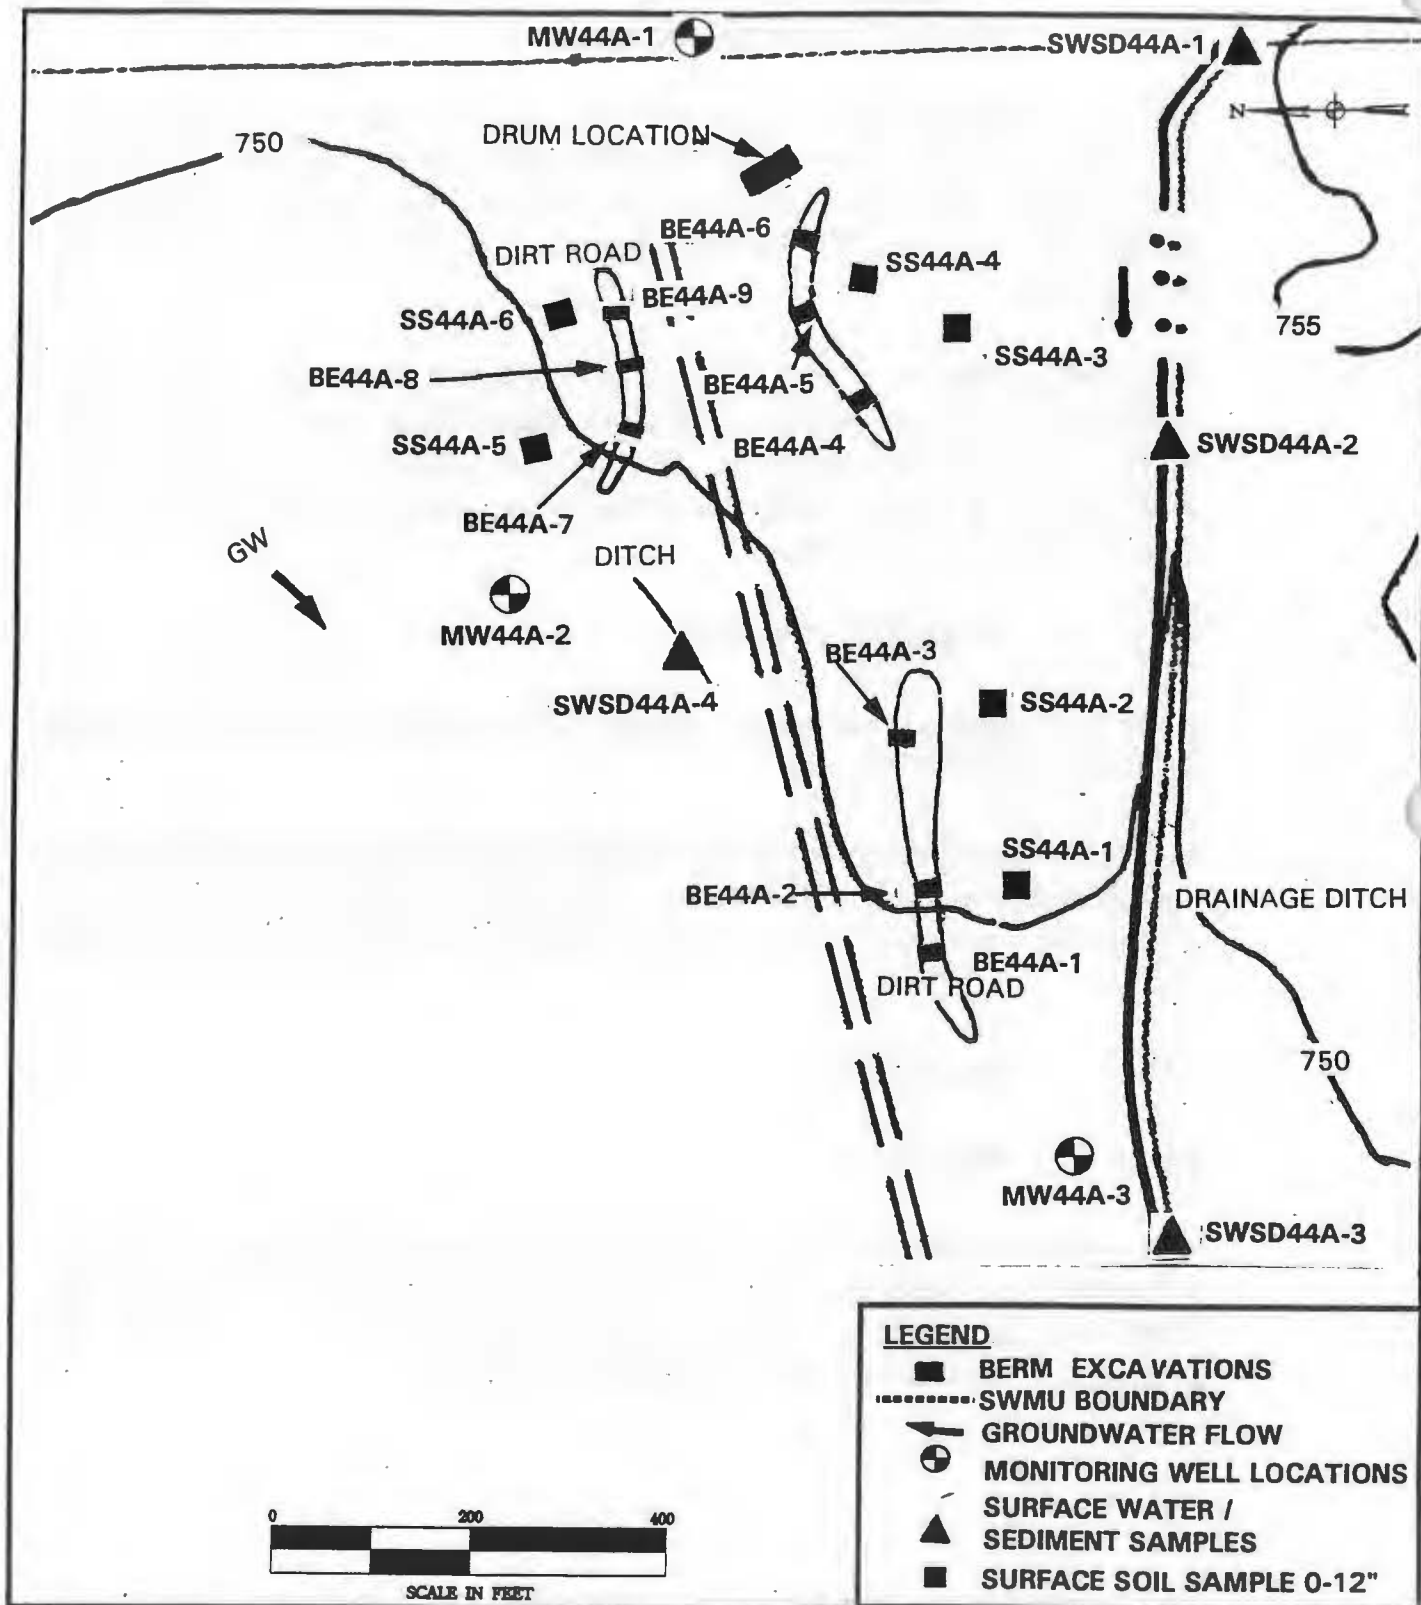 MW44A-1
SWSD44A-1
N
750
DRUM LOCATION
BE44A-6
DIRT ROAD
SS44A-4
BE44A-9
SS44A-6
755
SS44A-3
BE44A-8
BE44A-5
SS44A-5
BE44A-4
SWSD44A-2
BE44A-7
GW
DITCH
MW44A-2
BE44A-3
SWSD44A-4
SS44A-2
SS44A-1
BE44A-2
DRAINAGE DITCH
BE44A-1
DIRT ROAD
750
MW44A-3
SWSD44A-3
LEGEND
BERM EXCAVATIONS
SWMU BOUNDARY
GROUNDWATER FLOW
MONITORING WELL LOCATIONS
SURFACE WATER /
SEDIMENT SAMPLES
SURFACE SOIL SAMPLE 0-12"
0 200 400
SCALE IN FEET